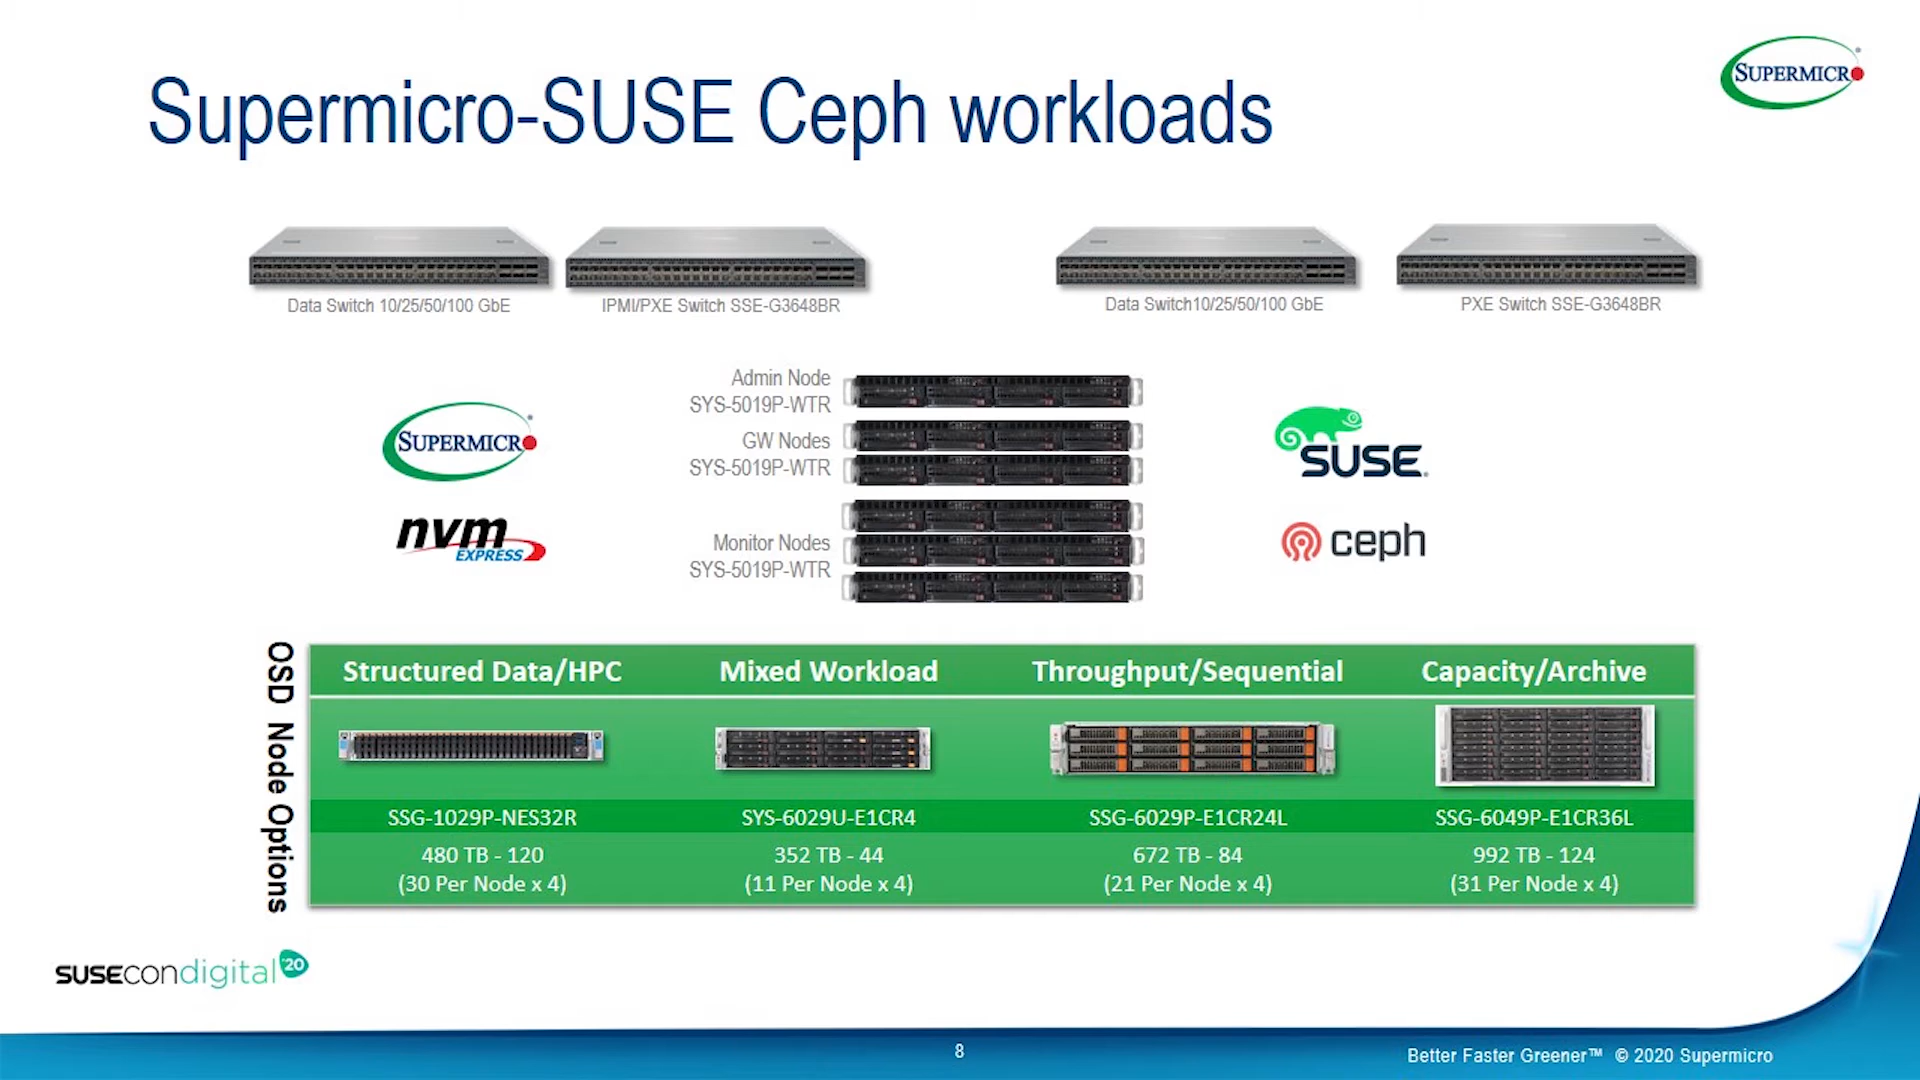 SUPERMICRO
Supermicro-SUSE Ceph workloads
Data Switch 10/25/50/100 GbE
IPMI/PXE Switch SSE-G3648BR
Data Switch10/25/50/100 GbE
PXE Switch SSE-G3648BR
Admin Node
SYS-5019P-WTR
GW Nodes
SYS-5019P-WTR
Monitor Nodes
SYS-5019P-WTR
SUPERMICRO
nvm
EXPRESS
SUSE
ceph
OSD Node Options
Structured Data/HPC
Mixed Workload
Throughput/Sequential
Capacity/Archive
SSG-1029P-NES32R
SYS-6029U-E1CR4
SSG-6029P-E1CR24L
SSG-6049P-E1CR36L
480 TB - 120
(30 Per Node x 4)
352 TB - 44
(11 Per Node x 4)
672 TB - 84
(21 Per Node x 4)
992 TB - 124
(31 Per Node x 4)
SUSEcondigital '20
8
Better Faster Greener™ © 2020 Supermicro